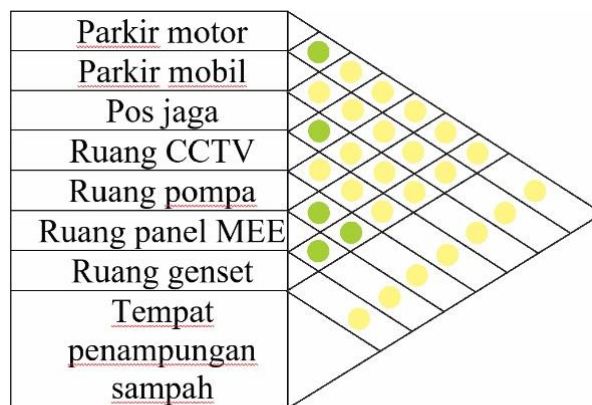 Parkir motor
Parkir mobil
Pos jaga
Ruang CCTV
Ruang pompa
Ruang panel MEE
Ruang genset
Tempat
penampungan
sampah